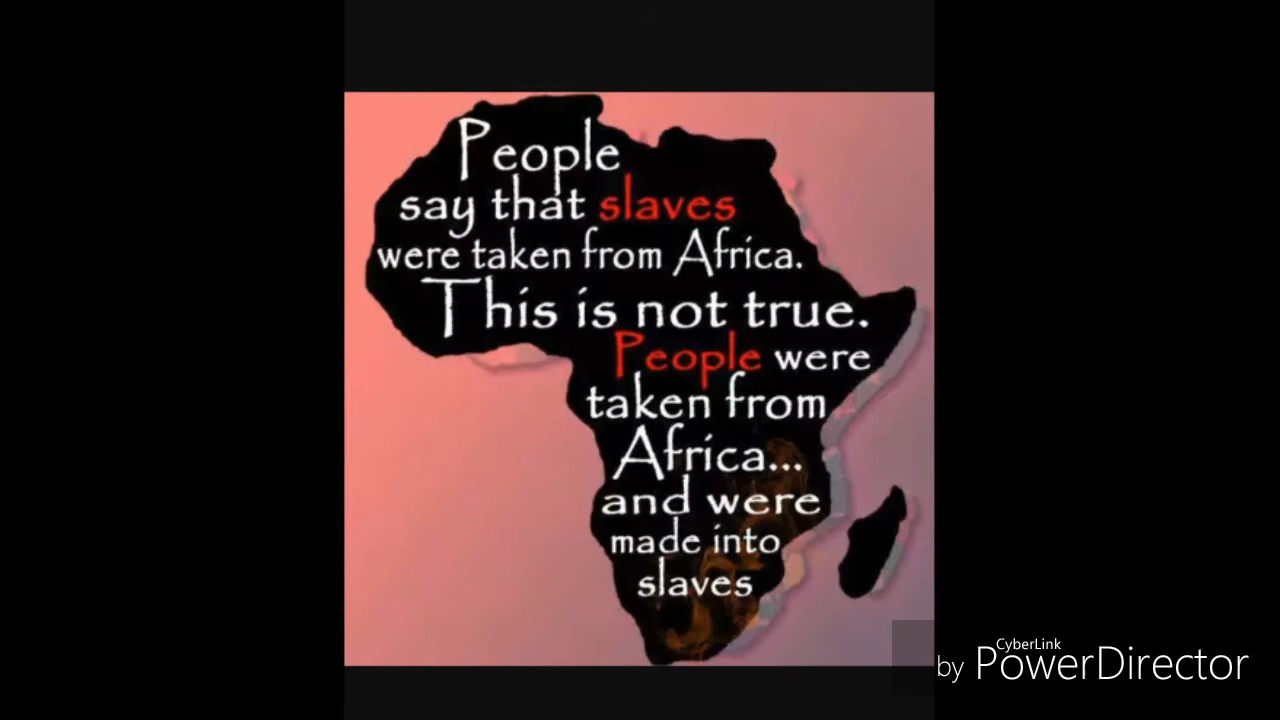 People
say that slaves
were taken from Africa.
This is not true.
People were
taken from
Africa...
and were
made into
slaves
CyberLink
by PowerDirector